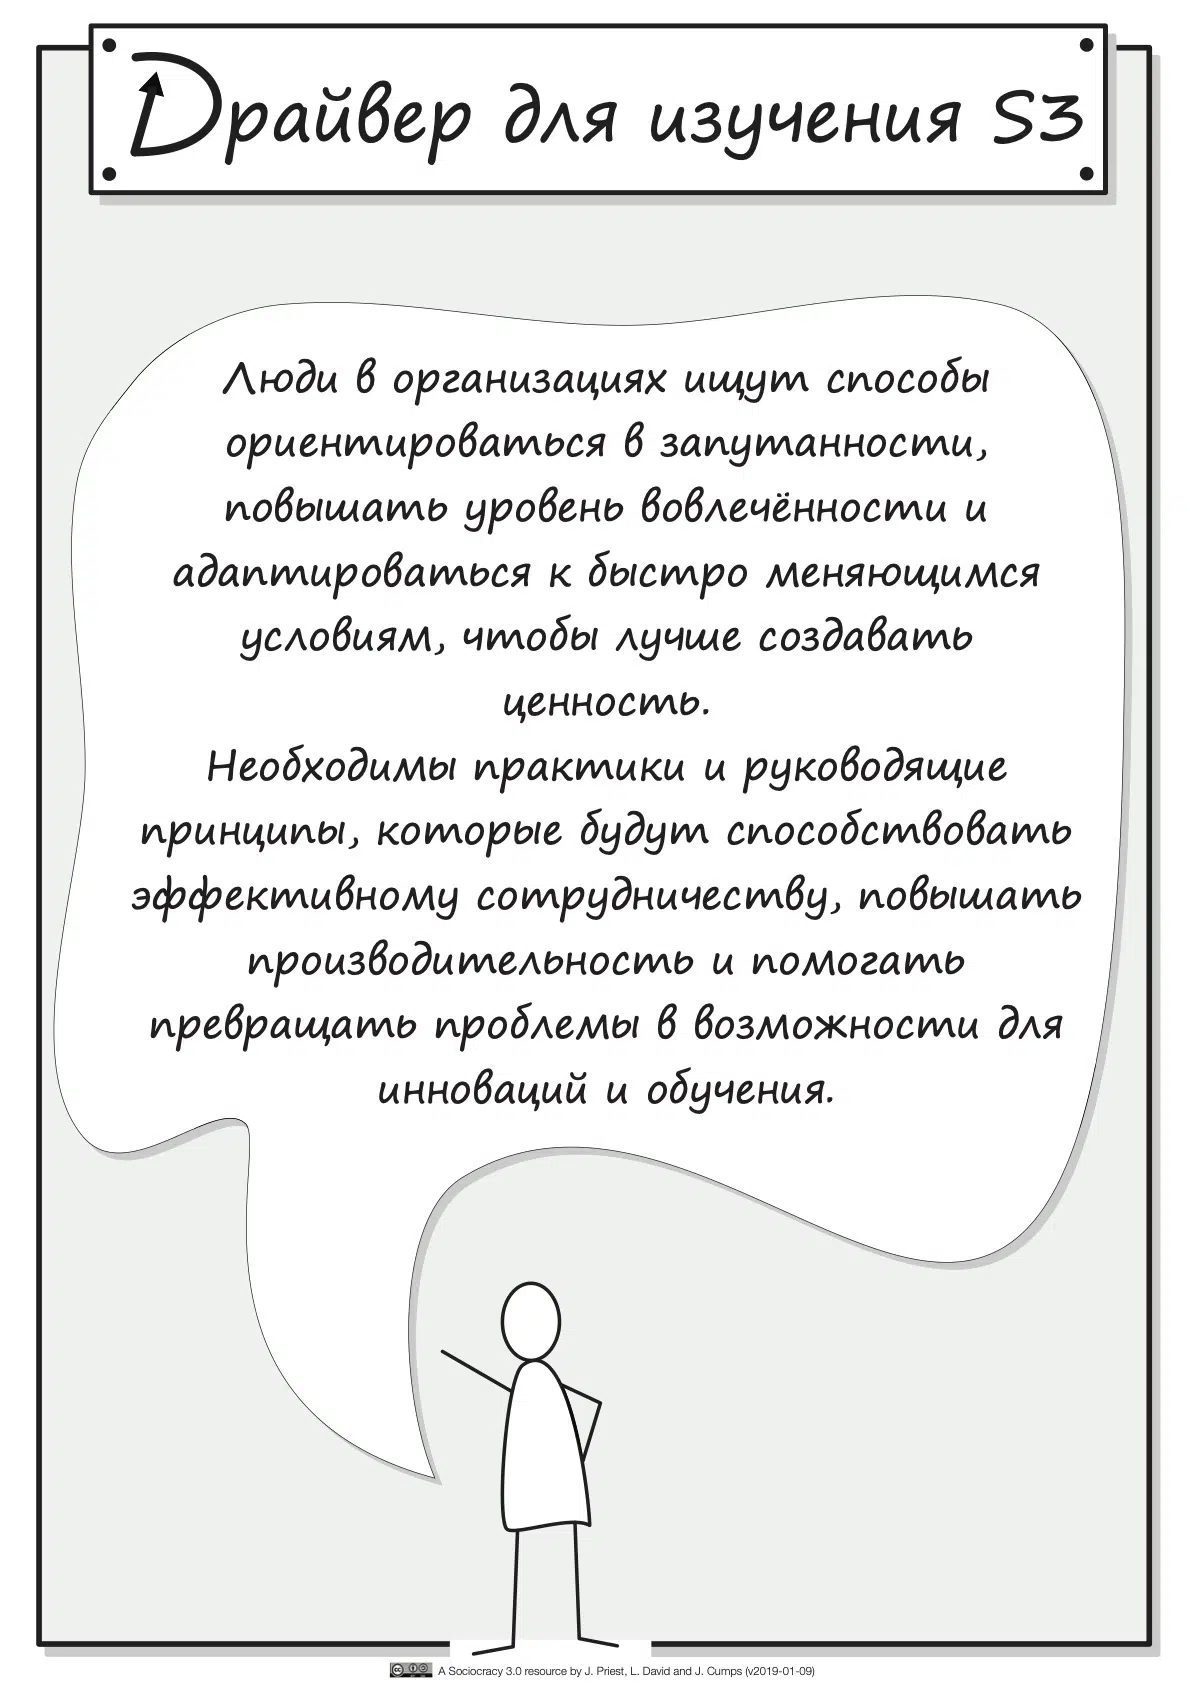 Драйвер для изучения S3
Люди в организациях ищут способы
ориентироваться в запутанности,
повышать уровень вовлечённости и
адаптироваться к быстро меняющимся
условиям, чтобы лучше создавать
ценность.
Необходимы практики и руководящие
принципы, которые будут способствовать
эффективному сотрудничеству, повышать
производительность и помогать
превращать проблемы в возможности для
инноваций и обучения.
A Sociocracy 3.0 resource by J. Priest, L. David and J. Cumps (v2019-01-09)